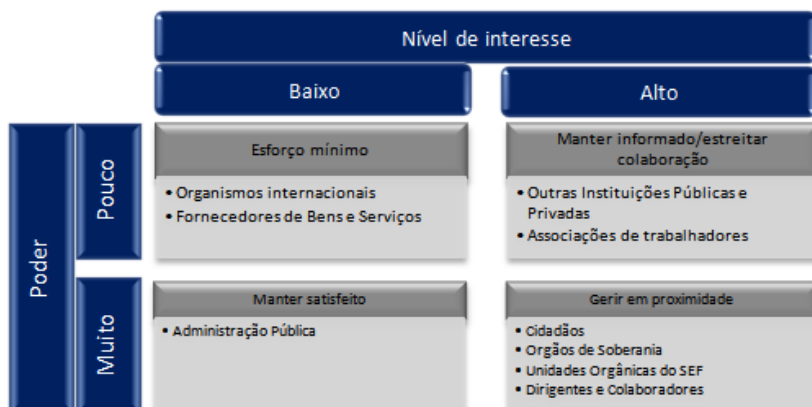 Nível de interesse
Baixo
Alto
Poder
Pouco
Esforço mínimo
• Organismos internacionais
• Fornecedores de Bens e Serviços
Manter informado/estreitar
colaboração
• Outras Instituições Públicas e
Privadas
• Associações de trabalhadores
Muito
Manter satisfeito
• Administração Pública
Gerir em proximidade
• Cidadãos
• Orgãos de Soberania
• Unidades Orgânicas do SEF
• Dirigentes e Colaboradores